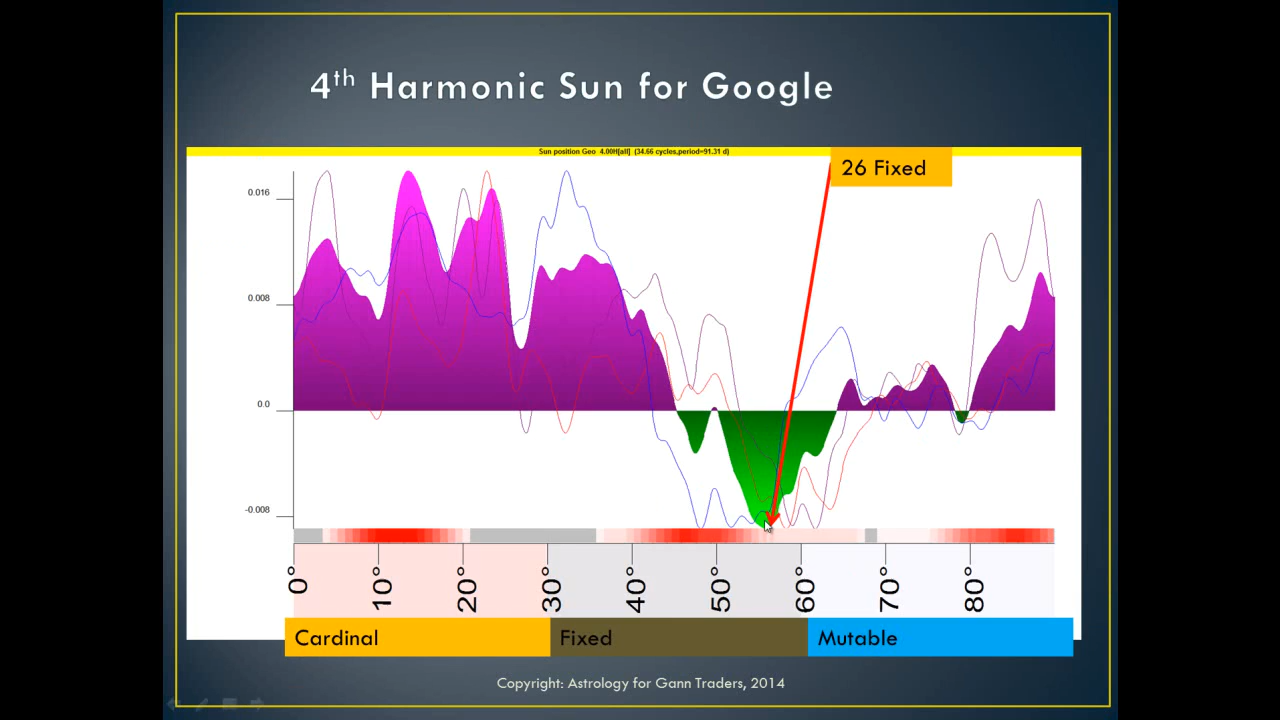 4th Harmonic Sun for Google
Sun position Geo 4.00H[all] (34.66 cycles,period=91.31 d)
26 Fixed
0.016
0.008
0.0
-0.008
0° 10° 20° 30° 40° 50° 60° 70° 80°
Cardinal Fixed Mutable
Copyright: Astrology for Gann Traders, 2014